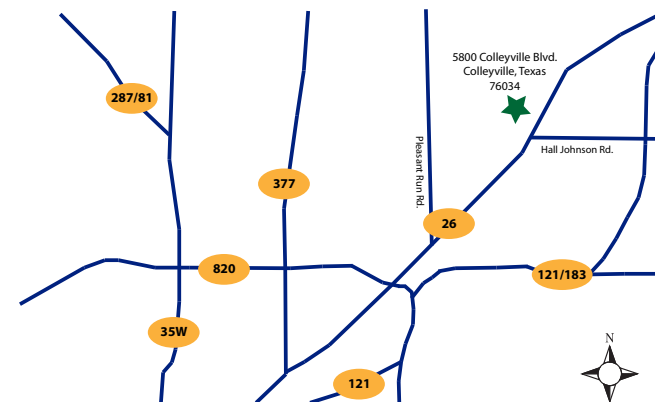 5800 Colleyville Blvd.
Colleyville, Texas
76034
287/81
Hall Johnson Rd.
Pleasant Run Rd.
377
26
820
121/183
35W
N
121